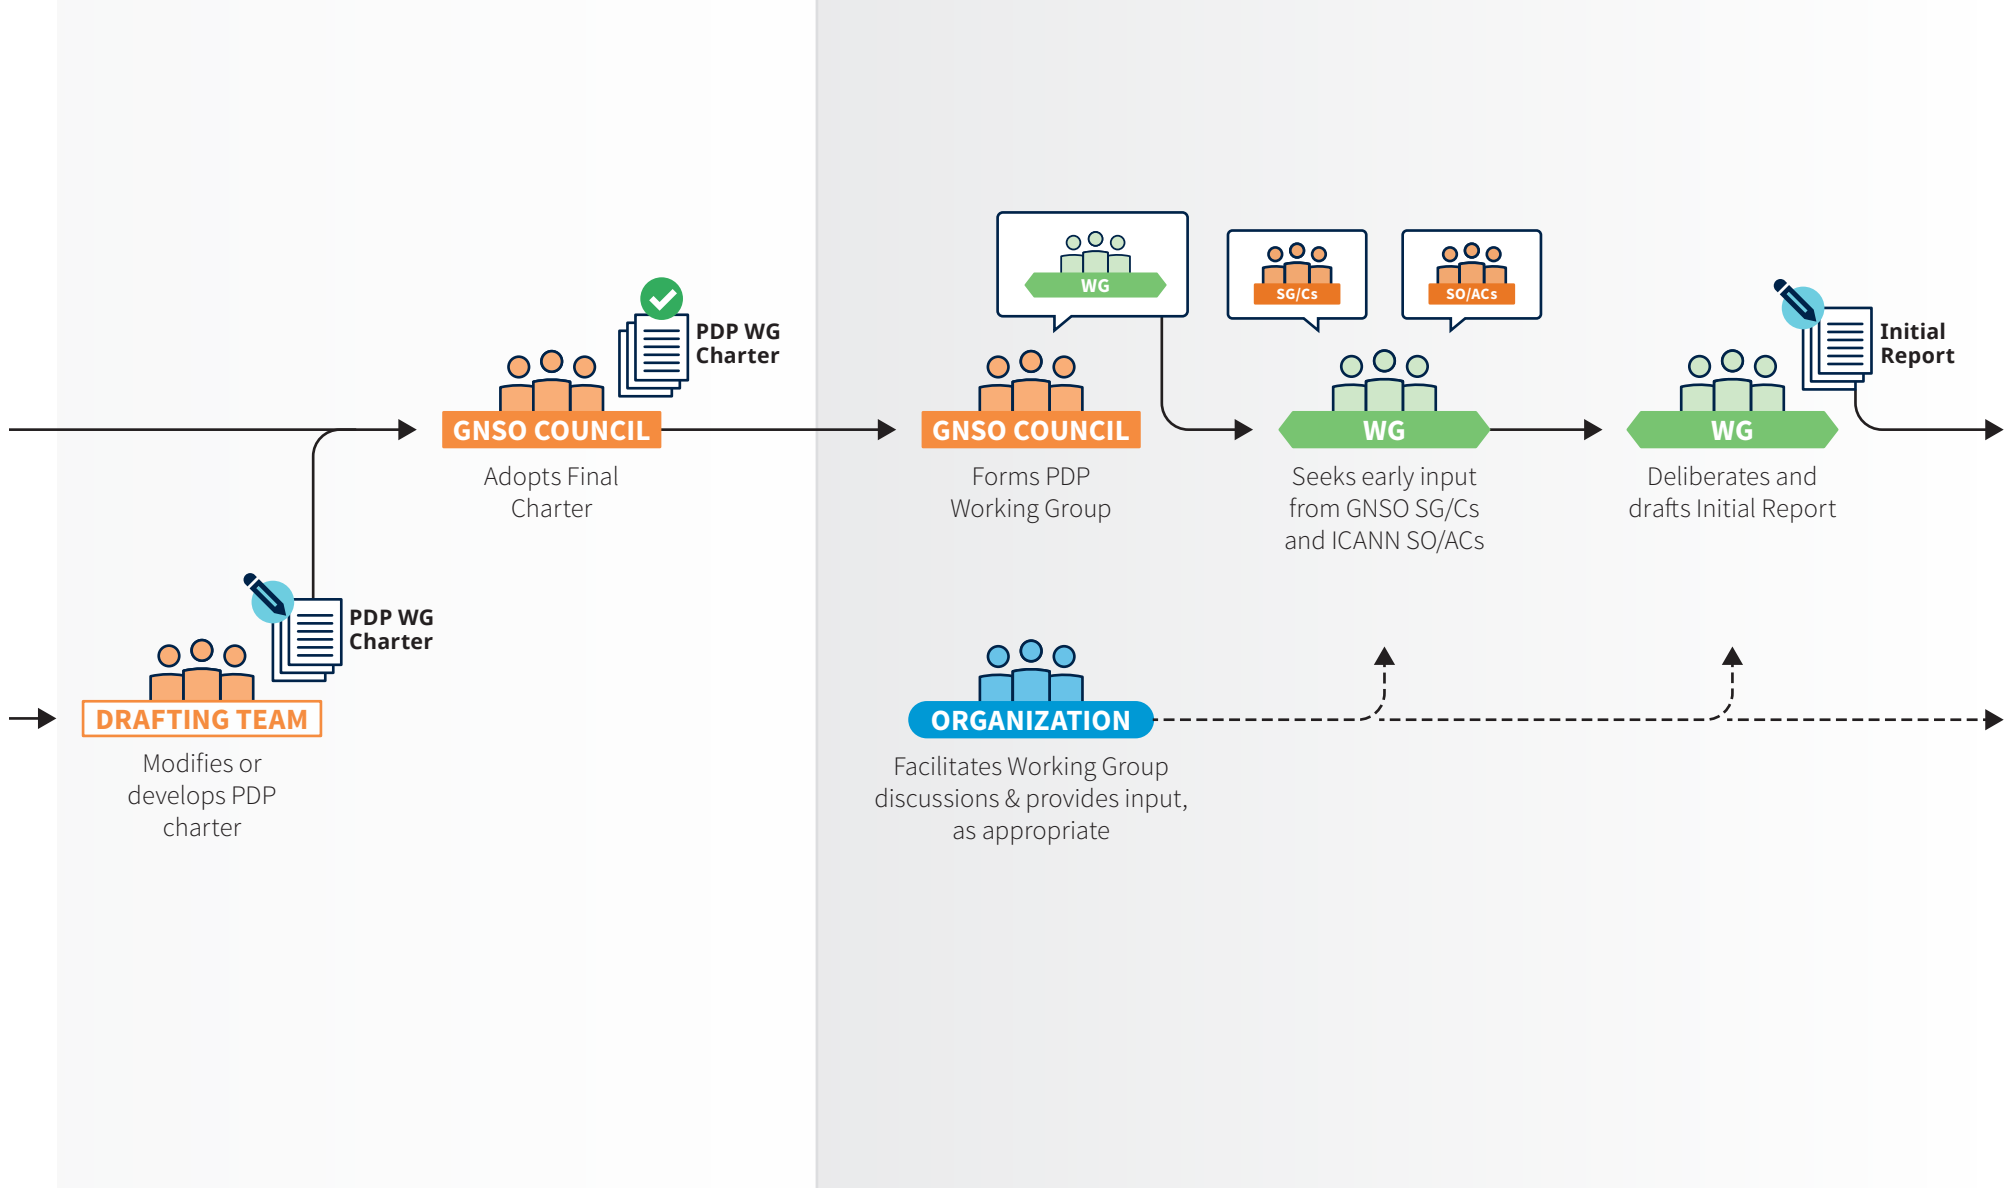 PDP WG
Charter
GNSO COUNCIL
Adopts Final
Charter
PDP WG
Charter
DRAFTING TEAM
Modifies or
develops PDP
charter
WG
GNSO COUNCIL
Forms PDP
Working Group
SG/Cs
SO/ACs
WG
Seeks early input
from GNSO SG/Cs
and ICANN SO/ACs
Initial
Report
WG
Deliberates and
drafts Initial Report
ORGANIZATION
Facilitates Working Group
discussions & provides input,
as appropriate